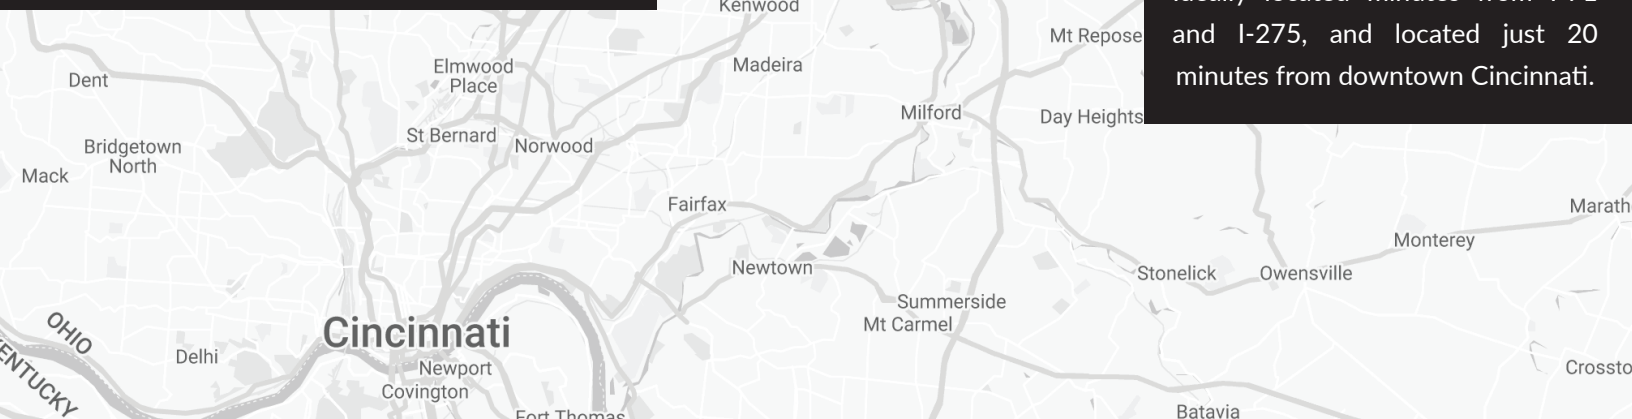 Kenwood
and I-275, and located just 20
minutes from downtown Cincinnati.
Mt Repose
Madeira
Elmwood
Place
Dent
Milford
Day Heights
St Bernard
Norwood
Bridgetown
North
Mack
Fairfax
Monterey
Newtown
Stonelick
Owensville
Summerside
Mt Carmel
OHIO
Cincinnati
Delhi
Newport
Covington
KENTUCKY
Fort Thomas
Batavia